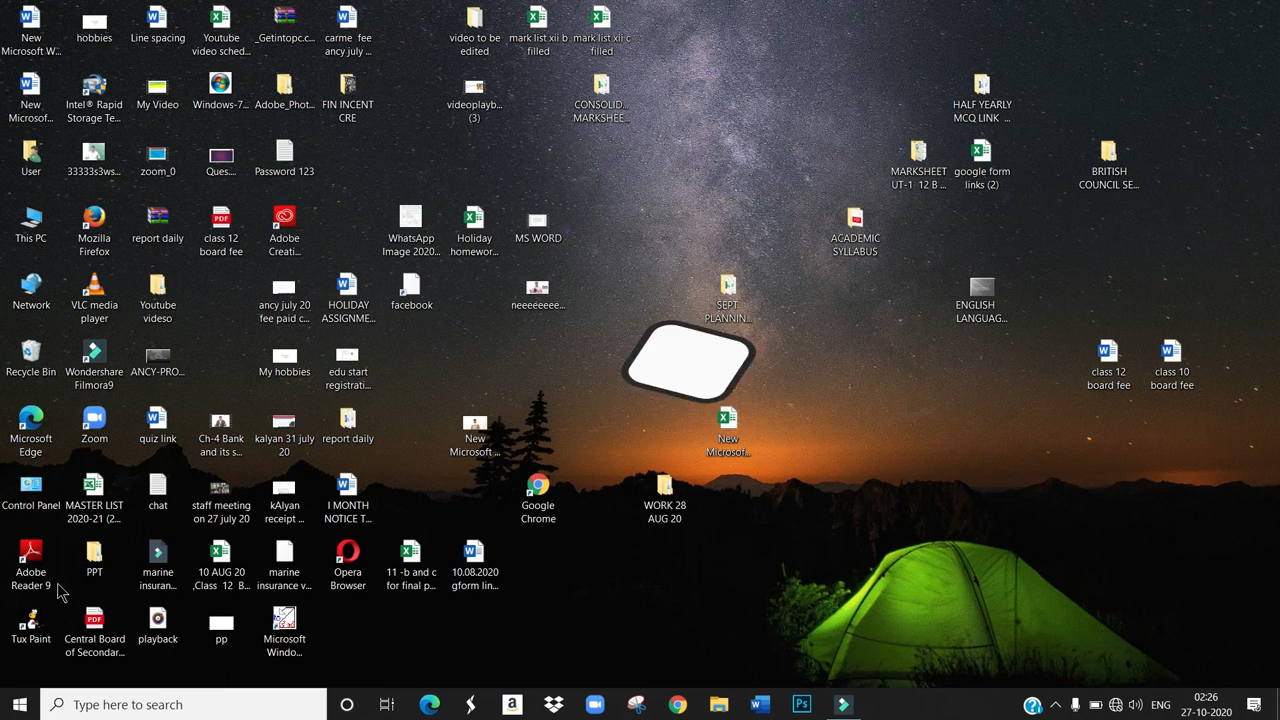 New
Microsoft W...
hobbies
Line spacing
Youtube
video sched...
_Getintopc.c...
carme fee
ancy july ...
video to be
edited
mark list xii b
filled
mark list xii c
filled
New
Microsof...
Intel® Rapid
Storage Te...
My Video
Windows-7...
Adobe_Phot...
FIN INCENT
CRE
videoplayb...
(3)
CONSOLID...
MARKSHEE...
HALF YEARLY
MCQ LINK ...
User
33333s3ws...
zoom_0
Ques....
Password 123
MARKSHEET
UT-1 12 B ...
google form
links (2)
BRITISH
COUNCIL SE...
This PC
Mozilla
Firefox
report daily
class 12
board fee
Adobe
Creati...
WhatsApp
Image 2020...
Holiday
homewor...
MS WORD
ACADEMIC
SYLLABUS
Network
VLC media
player
Youtube
videso
ancy july 20
fee paid c...
HOLIDAY
ASSIGNME...
facebook
neeeeeeee...
SEPT.
PLANNIN...
ENGLISH
LANGUAG...
Recycle Bin
Wondershare
Filmora9
ANCY-PRO...
My hobbies
edu start
registrati...
class 12
board fee
class 10
board fee
Microsoft
Edge
Zoom
quiz link
Ch-4 Bank
and its s...
kalyan 31 july
20
report daily
New
Microsoft ...
New
Microsof...
Control Panel
MASTER LIST
2020-21 (2...
chat
staff meeting
on 27 july 20
kAlyan
receipt ...
I MONTH
NOTICE T...
Google
Chrome
WORK 28
AUG 20
Adobe
Reader 9
PPT
marine
insuran...
10 AUG 20
,Class 12 B...
marine
insurance v...
Opera
Browser
11 -b and c
for final p...
10.08.2020
gform lin...
Tux Paint
Central Board
of Secondar...
playback
pp
Microsoft
Windo...
Type here to search
ENG
02:26
27-10-2020